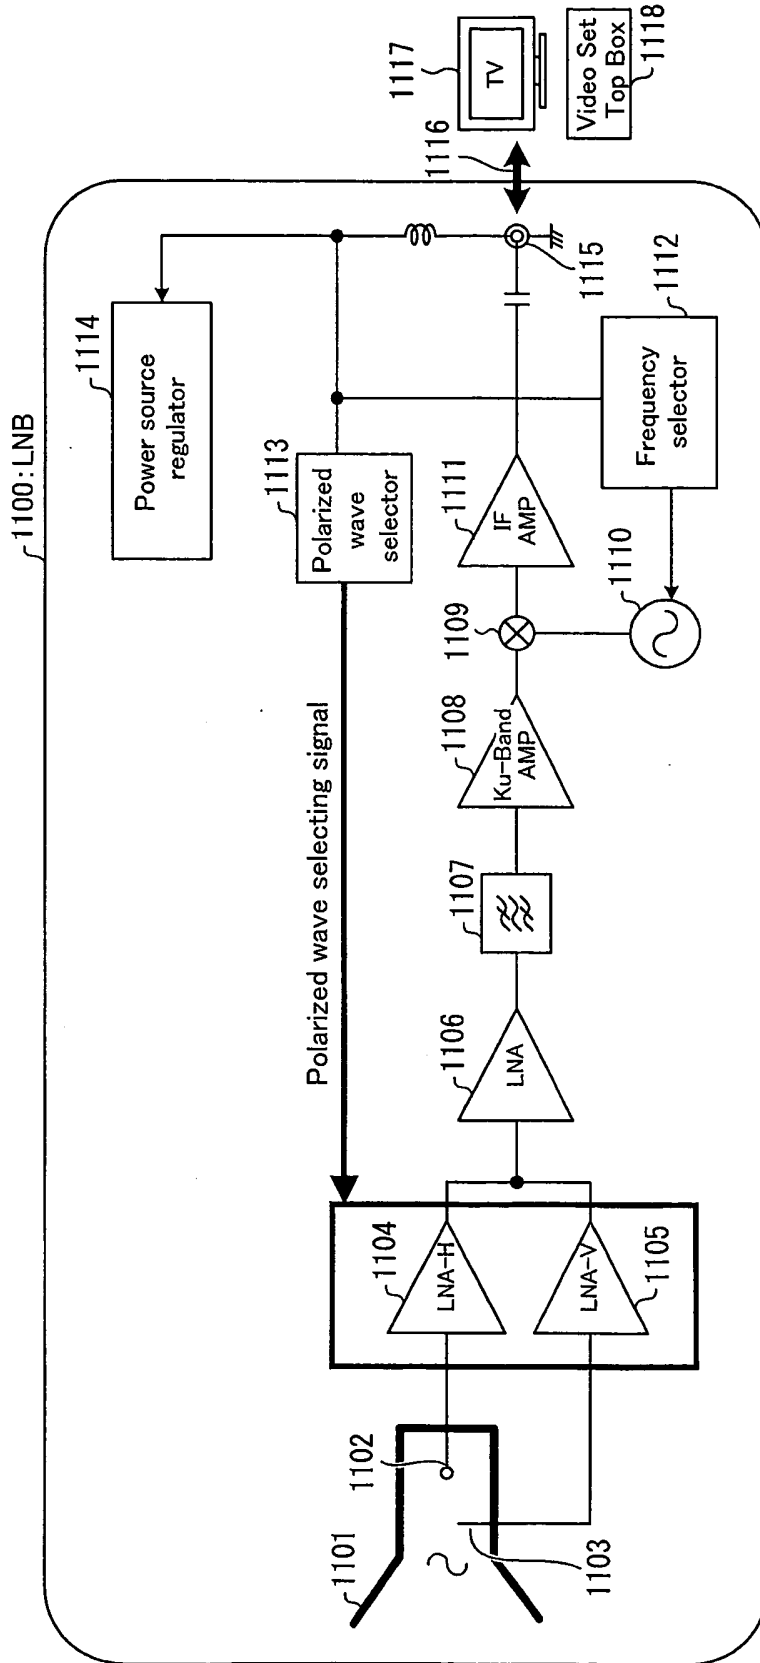 1100:LNB
1114
Power source
regulator
1113
Polarized
wave
selector
Polarized wave selecting signal
1101
1102
1103
1104
LNA-H
LNA-V
1105
1106
LNA
1107
1108
Ku-Band
AMP
1109
1110
1111
IF
AMP
1112
Frequency
selector
1115
1116
1117
TV
Video Set
Top Box
1118